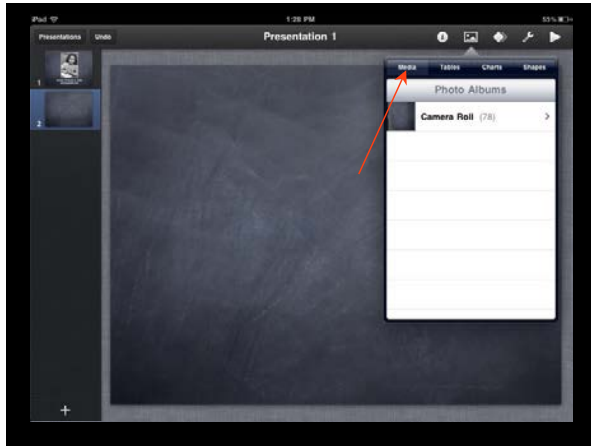 iPad 1:28 PM 53%
Presentations Undo Presentation 1
Media Tables Charts Shapes
Photo Albums
Camera Roll (78)
1
2